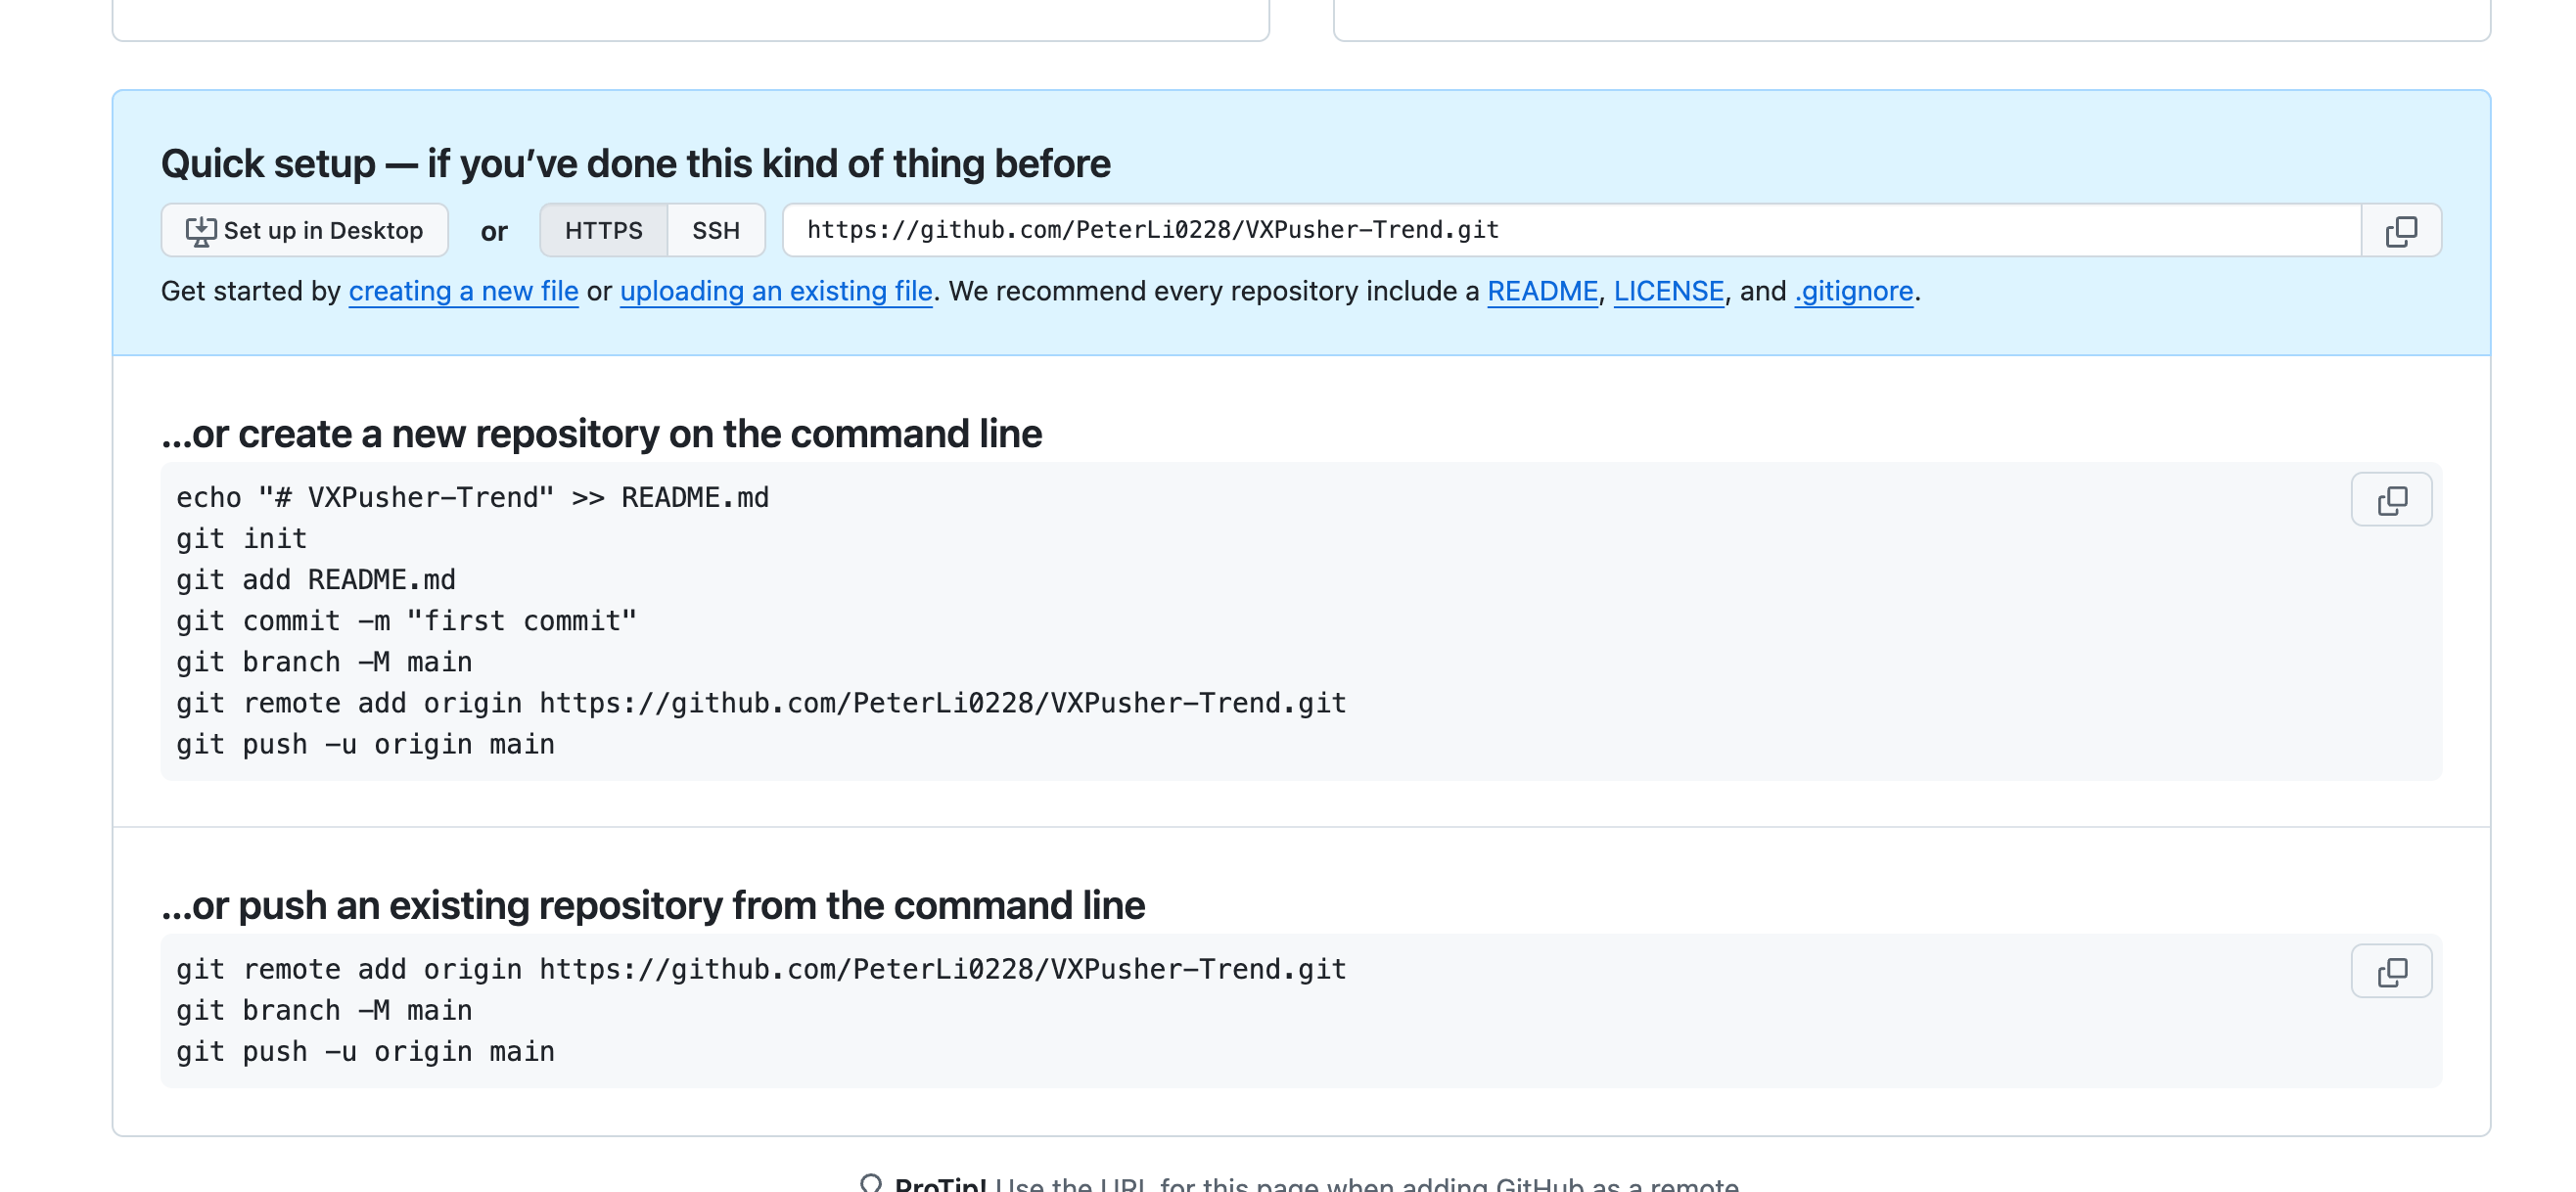 Quick setup — if you’ve done this kind of thing before
Set up in Desktop or HTTPS SSH https://github.com/PeterLi0228/VXPusher-Trend.git
Get started by creating a new file or uploading an existing file. We recommend every repository include a README, LICENSE, and .gitignore.
…or create a new repository on the command line
echo "# VXPusher-Trend" >> README.md
git init
git add README.md
git commit -m "first commit"
git branch -M main
git remote add origin https://github.com/PeterLi0228/VXPusher-Trend.git
git push -u origin main
…or push an existing repository from the command line
git remote add origin https://github.com/PeterLi0228/VXPusher-Trend.git
git branch -M main
git push -u origin main
ProTip! Use the URL for this page when adding GitHub as a remote.